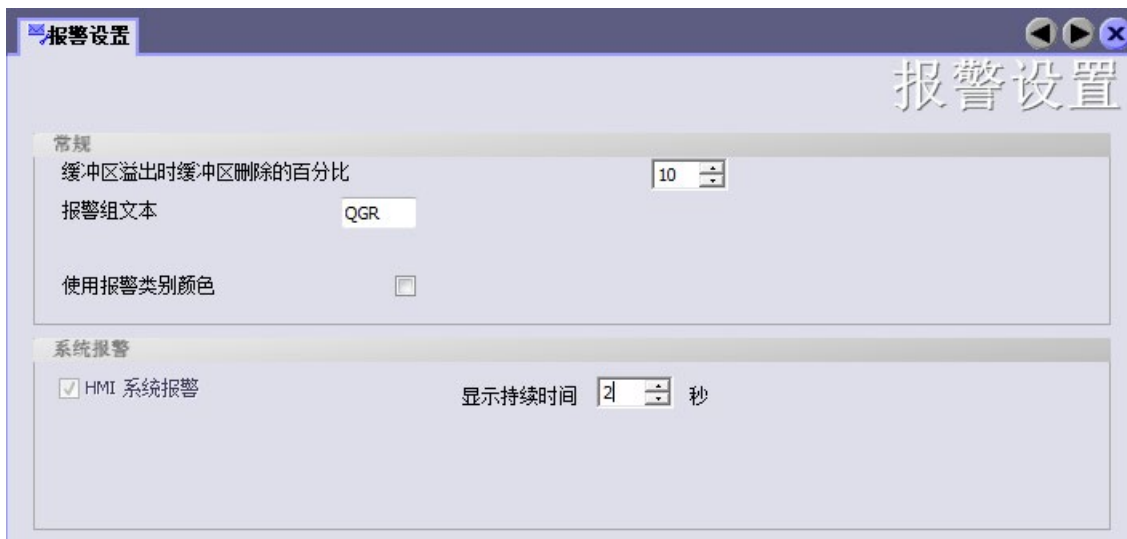 报警设置
报警设置
常规
缓冲区溢出时缓冲区删除的百分比 10
报警组文本 QGR
使用报警类别颜色
系统报警
HMI 系统报警 显示持续时间 2 秒